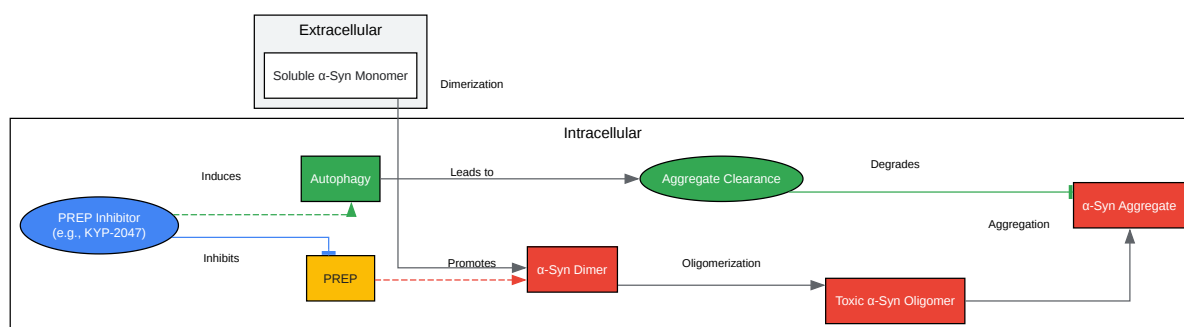 Extracellular
Soluble α-Syn Monomer
Dimerization
Intracellular
Induces
Autophagy
Leads to
Aggregate Clearance
Degrades
α-Syn Aggregate
PREP Inhibitor
(e.g., KYP-2047)
Aggregation
Inhibits
PREP
Promotes
α-Syn Dimer
Oligomerization
Toxic α-Syn Oligomer